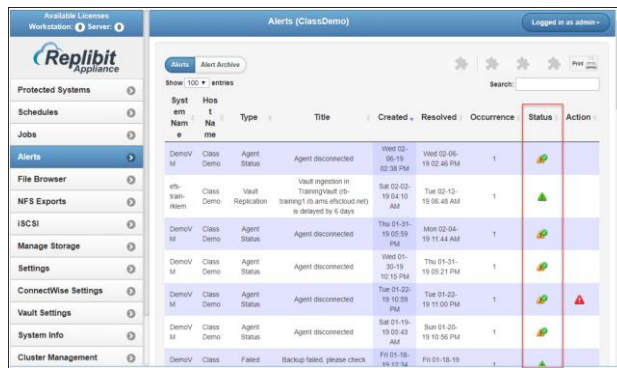 Available Licenses
Workstation: 0 Server: 0
Alerts (ClassDemo)
Logged in as admin
Replibit
Appliance
Protected Systems
Schedules
Jobs
Alerts
File Browser
NFS Exports
iSCSI
Manage Storage
Settings
ConnectWise Settings
Vault Settings
System Info
Cluster Management
Alerts Alert Archive
Print
Show 100 entries
Search:
Syst
em
Nam
e
Hos
t
Na
me
Type Title Created Resolved Occurrence Status Action
DemoV
M
Class
Demo
Agent
Status
Agent disconnected
Wed 02-
06-19
02:38 PM
Wed 02-06-
19 02:46 PM
1
efs-
train-
rklem
Class
Demo
Vault
Replication
Vault ingestion in
TrainingVault (rb-
training1.rb.ams.efscloud.net)
is delayed by 6 days
Sat 02-02-
19 04:10
AM
Tue 02-12-
19 06:48 AM
1
DemoV
M
Class
Demo
Agent
Status
Agent disconnected
Thu 01-31-
19 05:59
PM
Mon 02-04-
19 11:44 AM
1
DemoV
M
Class
Demo
Agent
Status
Agent disconnected
Wed 01-
30-19
10:15 PM
Thu 01-31-
19 05:21 PM
1
DemoV
M
Class
Demo
Agent
Status
Agent disconnected
Tue 01-22-
19 10:59
PM
Tue 01-22-
19 11:00 PM
1
DemoV
M
Class
Demo
Agent
Status
Agent disconnected
Sat 01-19-
19 05:43
AM
Sun 01-20-
19 10:56 PM
1
DemoV
Class
Failed
Backup failed, please check
Fri 01-18-
19 12:34
Fri 01-18-19
1